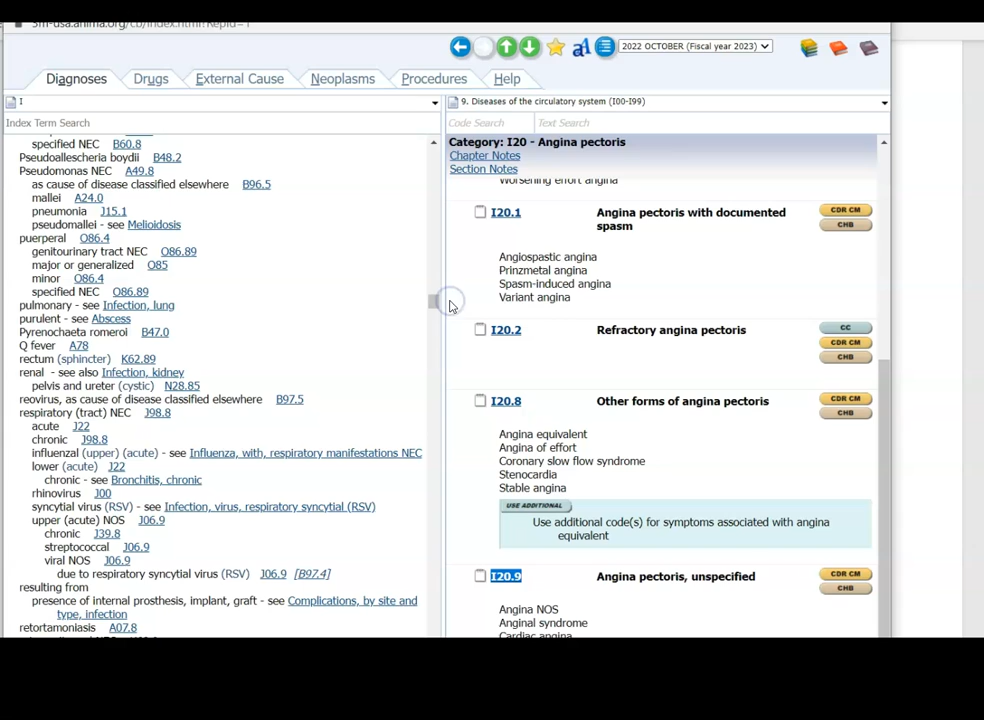 3m-usa.anima.org/cb/index.html?RepId=1
2022 OCTOBER (Fiscal year 2023)
Diagnoses Drugs External Cause Neoplasms Procedures Help
I
Index Term Search
specified NEC B60.8
Pseudoallescheria boydii B48.2
Pseudomonas NEC A49.8
as cause of disease classified elsewhere B96.5
mallei A24.0
pneumonia J15.1
pseudomallei - see Melioidosis
puerperal O86.4
genitourinary tract NEC O86.89
major or generalized O85
minor O86.4
specified NEC O86.89
pulmonary - see Infection, lung
purulent - see Abscess
Pyrenochaeta romeroi B47.0
Q fever A78
rectum (sphincter) K62.89
renal - see also Infection, kidney
pelvis and ureter (cystic) N28.85
reovirus, as cause of disease classified elsewhere B97.5
respiratory (tract) NEC J98.8
acute J22
chronic J98.8
influenzal (upper) (acute) - see Influenza, with, respiratory manifestations NEC
lower (acute) J22
chronic - see Bronchitis, chronic
rhinovirus J00
syncytial virus (RSV) - see Infection, virus, respiratory syncytial (RSV)
upper (acute) NOS J06.9
chronic J39.8
streptococcal J06.9
viral NOS J06.9
due to respiratory syncytial virus (RSV) J06.9 [B97.4]
resulting from
presence of internal prosthesis, implant, graft - see Complications, by site and
type, infection
retortamoniasis A07.8
9. Diseases of the circulatory system (I00-I99)
Code Search Text Search
Category: I20 - Angina pectoris
Chapter Notes
Section Notes
Worsening effort angina
I20.1 Angina pectoris with documented CDR CM
spasm CHB
Angiospastic angina
Prinzmetal angina
Spasm-induced angina
Variant angina
I20.2 Refractory angina pectoris CC
CDR CM
CHB
I20.8 Other forms of angina pectoris CDR CM
CHB
Angina equivalent
Angina of effort
Coronary slow flow syndrome
Stenocardia
Stable angina
USE ADDITIONAL
Use additional code(s) for symptoms associated with angina
equivalent
I20.9 Angina pectoris, unspecified CDR CM
CHB
Angina NOS
Anginal syndrome
Cardiac angina